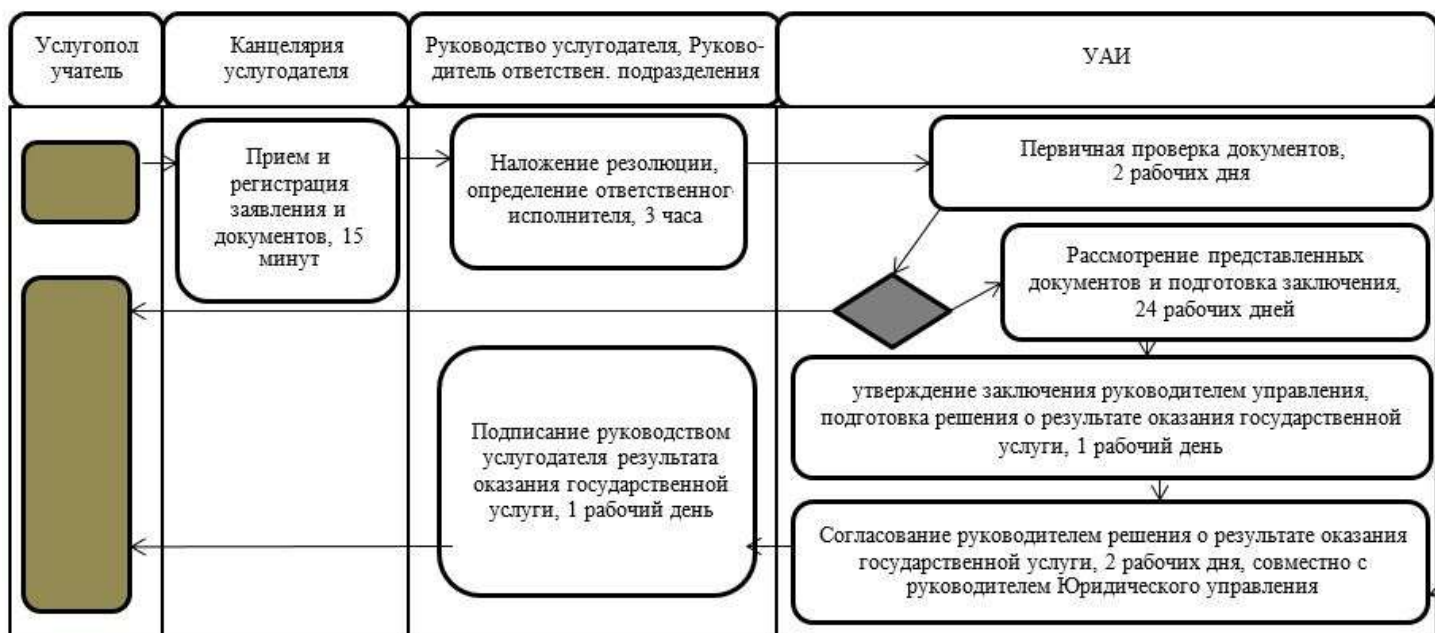 Услугопол
учатель
Канцелярия
услугодателя
Руководство услугодателя, Руково-
дитель ответствен. подразделения
УАИ
Прием и
регистрация
заявления и
документов, 15
минут
Наложение резолюции,
определение ответственног
исполнителя, 3 часа
Первичная проверка документов,
2 рабочих дня
Рассмотрение представленных
документов и подготовка заключения,
24 рабочих дней
утверждение заключения руководителем управления,
подготовка решения о результате оказания государственной
услуги, 1 рабочий день
Подписание руководством
услугодателя результата
оказания государственной
услуги, 1 рабочий день
Согласование руководителем решения о результате оказания
государственной услуги, 2 рабочих дня, совместно с
руководителем Юридического управления